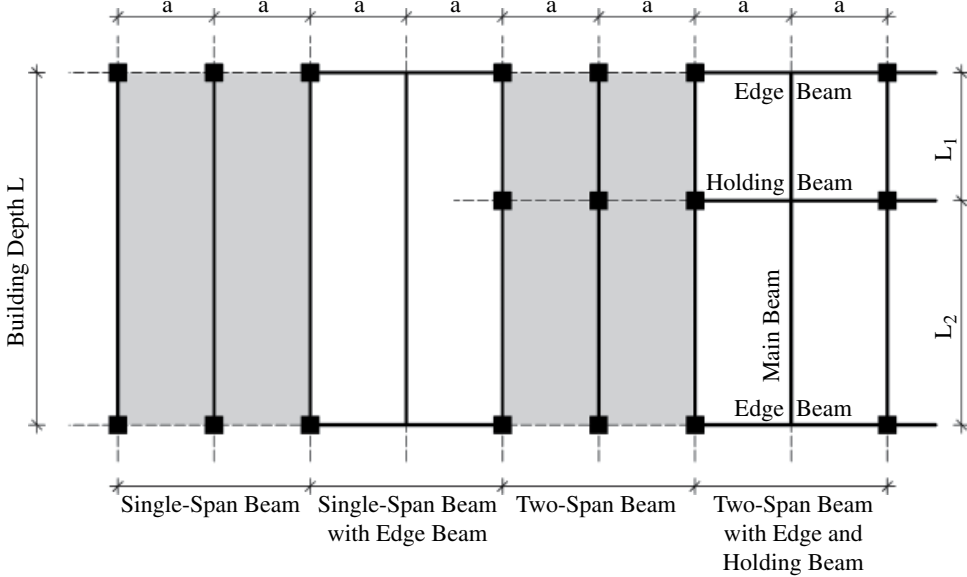 a a a a a a a a
Edge Beam
L1
Holding Beam
Building Depth L
Main Beam
L2
Edge Beam
Single-Span Beam
Single-Span Beam
with Edge Beam
Two-Span Beam
Two-Span Beam
with Edge and
Holding Beam